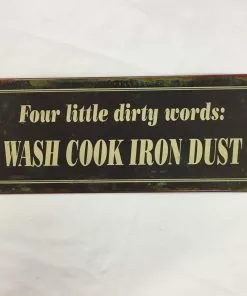 Four little dirty words:
WASH COOK IRON DUST